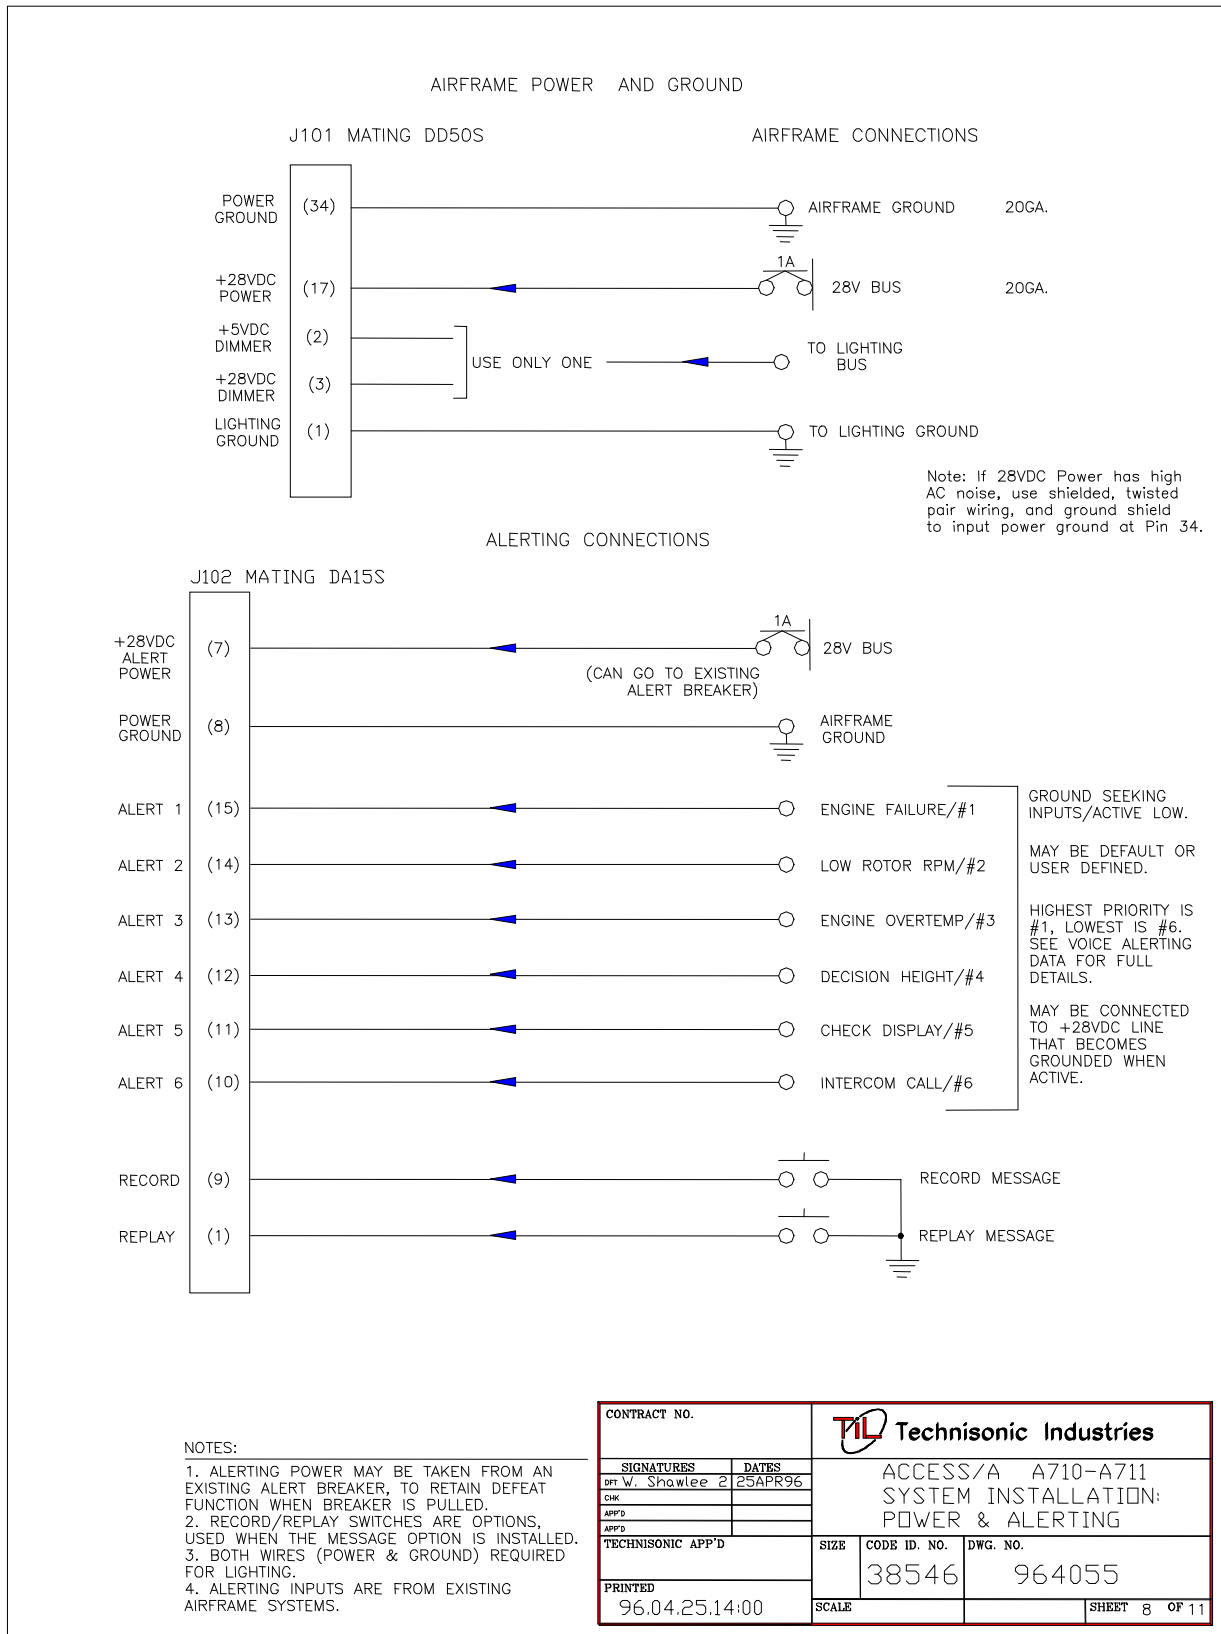 AIRFRAME POWER AND GROUND
J101 MATING DD50S
AIRFRAME CONNECTIONS
POWER
GROUND
(34)
AIRFRAME GROUND
20GA.
+28VDC
POWER
(17)
1A
28V BUS
20GA.
+5VDC
DIMMER
(2)
USE ONLY ONE
TO LIGHTING
BUS
+28VDC
DIMMER
(3)
LIGHTING
GROUND
(1)
TO LIGHTING GROUND
Note: If 28VDC Power has high
AC noise, use shielded, twisted
pair wiring, and ground shield
to input power ground at Pin 34.
ALERTING CONNECTIONS
J102 MATING DA15S
+28VDC
ALERT
POWER
(7)
1A
28V BUS
(CAN GO TO EXISTING
ALERT BREAKER)
POWER
GROUND
(8)
AIRFRAME
GROUND
ALERT 1
(15)
ENGINE FAILURE/#1
ALERT 2
(14)
LOW ROTOR RPM/#2
ALERT 3
(13)
ENGINE OVERTEMP/#3
ALERT 4
(12)
DECISION HEIGHT/#4
ALERT 5
(11)
CHECK DISPLAY/#5
ALERT 6
(10)
INTERCOM CALL/#6
GROUND SEEKING
INPUTS/ACTIVE LOW.
MAY BE DEFAULT OR
USER DEFINED.
HIGHEST PRIORITY IS
#1, LOWEST IS #6.
SEE VOICE ALERTING
DATA FOR FULL
DETAILS.
MAY BE CONNECTED
TO +28VDC LINE
THAT BECOMES
GROUNDED WHEN
ACTIVE.
RECORD
(9)
RECORD MESSAGE
REPLAY
(1)
REPLAY MESSAGE
NOTES:
1. ALERTING POWER MAY BE TAKEN FROM AN
EXISTING ALERT BREAKER, TO RETAIN DEFEAT
FUNCTION WHEN BREAKER IS PULLED.
2. RECORD/REPLAY SWITCHES ARE OPTIONS,
USED WHEN THE MESSAGE OPTION IS INSTALLED.
3. BOTH WIRES (POWER & GROUND) REQUIRED
FOR LIGHTING.
4. ALERTING INPUTS ARE FROM EXISTING
AIRFRAME SYSTEMS.
CONTRACT NO.
SIGNATURES
DATES
DFT W. Shawlee 2
25APR96
CHK
APP'D
APP'D
TECHNISONIC APP'D
PRINTED
96.04.25.14:00
TiL Technisonic Industries
ACCESS/A A710-A711
SYSTEM INSTALLATION:
POWER & ALERTING
SIZE
CODE ID. NO.
38546
DWG. NO.
964055
SCALE
SHEET 8 OF 11